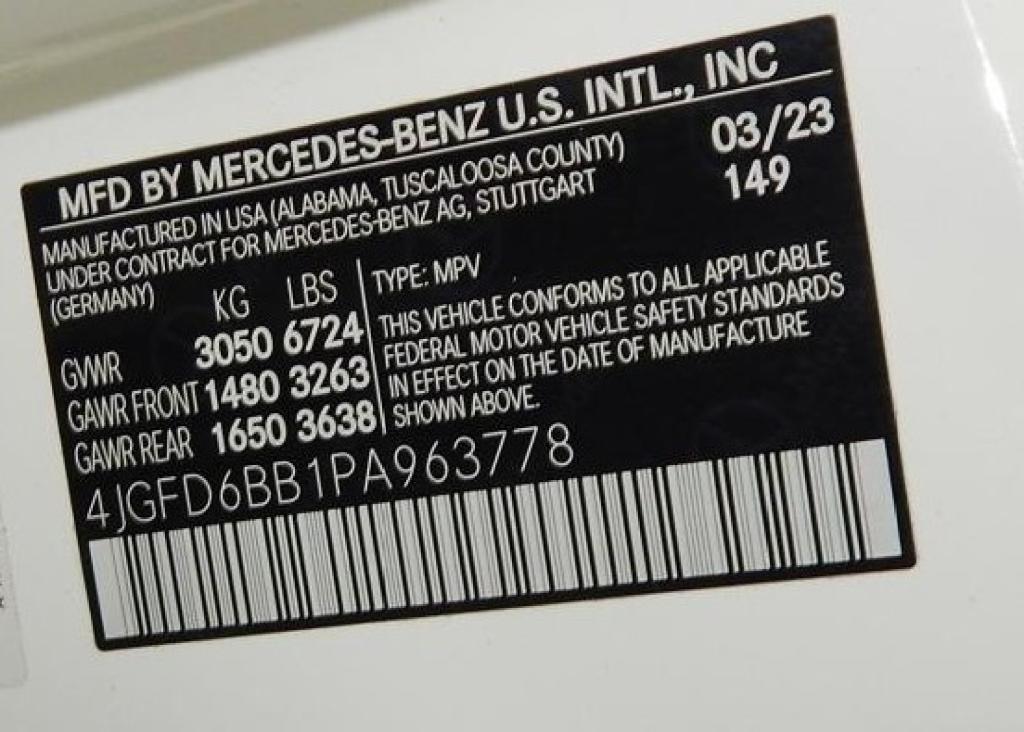 MFD BY MERCEDES-BENZ U.S. INTL., INC
MANUFACTURED IN USA (ALABAMA, TUSCALOOSA COUNTY)
UNDER CONTRACT FOR MERCEDES-BENZ AG, STUTTGART
(GERMANY)
03/23
149
KG LBS
GVWR 3050 6724
GAWR FRONT 1480 3263
GAWR REAR 1650 3638
TYPE: MPV
THIS VEHICLE CONFORMS TO ALL APPLICABLE
FEDERAL MOTOR VEHICLE SAFETY STANDARDS
IN EFFECT ON THE DATE OF MANUFACTURE
SHOWN ABOVE.
4JGFD6BB1PA963778